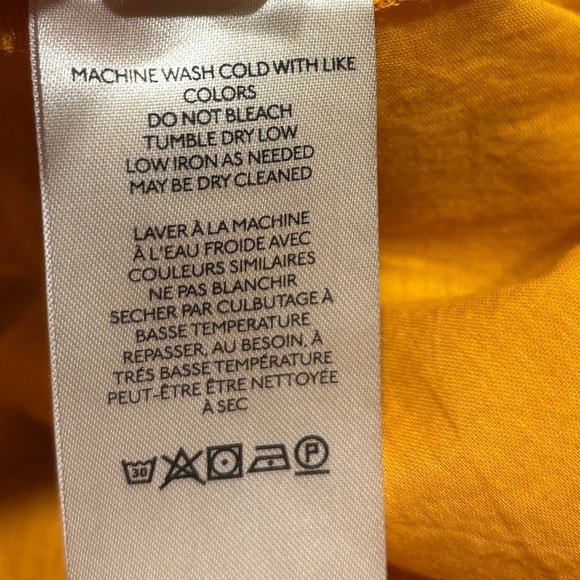 MACHINE WASH COLD WITH LIKE
COLORS
DO NOT BLEACH
TUMBLE DRY LOW
LOW IRON AS NEEDED
MAY BE DRY CLEANED
LAVER À LA MACHINE
À L'EAU FROIDE AVEC
COULEURS SIMILAIRES
NE PAS BLANCHIR
SECHER PAR CULBUTAGE À
BASSE TEMPERATURE
REPASSER, AU BESOIN, À
TRÉS BASSE TEMPÉRATURE
PEUT-ÊTRE ÊTRE NETTOYÉE
À SEC
30 P